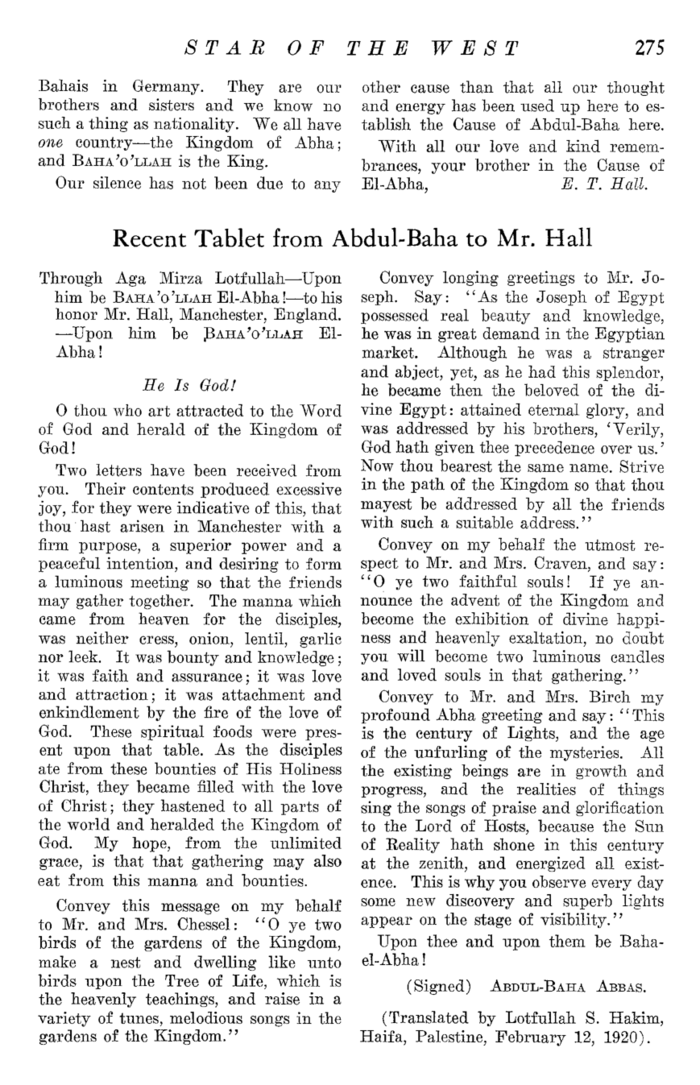 STAR OF THE WEST 275
Bahais in Germany. They are our
brothers and sisters and we know no
such a thing as nationality. We all have
one country—the Kingdom of Abha;
and BAHA'O'LLAH is the King.
Our silence has not been due to any
other cause than that all our thought
and energy has been used up here to es-
tablish the Cause of Abdul-Baha here.
With all our love and kind remem-
brances, your brother in the Cause of
El-Abha, E. T. Hall.
Recent Tablet from Abdul-Baha to Mr. Hall
Through Aga Mirza Lotfullah—Upon
him be BAHA'O'LLAH El-Abha!—to his
honor Mr. Hall, Manchester, England.
—Upon him be BAHA'O'LLAH El-
Abha!
He Is God!
O thou who art attracted to the Word
of God and herald of the Kingdom of
God!
Two letters have been received from
you. Their contents produced excessive
joy, for they were indicative of this, that
thou hast arisen in Manchester with a
firm purpose, a superior power and a
peaceful intention, and desiring to form
a luminous meeting so that the friends
may gather together. The manna which
came from heaven for the disciples,
was neither cress, onion, lentil, garlic
nor leek. It was bounty and knowledge;
it was faith and assurance; it was love
and attraction; it was attachment and
enkindlement by the fire of the love of
God. These spiritual foods were pres-
ent upon that table. As the disciples
ate from these bounties of His Holiness
Christ, they became filled with the love
of Christ; they hastened to all parts of
the world and heralded the Kingdom of
God. My hope, from the unlimited
grace, is that that gathering may also
eat from this manna and bounties.
Convey this message on my behalf
to Mr. and Mrs. Chessel: "O ye two
birds of the gardens of the Kingdom,
make a nest and dwelling like unto
birds upon the Tree of Life, which is
the heavenly teachings, and raise in a
variety of tunes, melodious songs in the
gardens of the Kingdom."
Convey longing greetings to Mr. Jo-
seph. Say: "As the Joseph of Egypt
possessed real beauty and knowledge,
he was in great demand in the Egyptian
market. Although he was a stranger
and abject, yet, as he had this splendor,
he became then the beloved of the di-
vine Egypt: attained eternal glory, and
was addressed by his brothers, 'Verily,
God hath given thee precedence over us.'
Now thou bearest the same name. Strive
in the path of the Kingdom so that thou
mayest be addressed by all the friends
with such a suitable address."
Convey on my behalf the utmost re-
spect to Mr. and Mrs. Craven, and say:
"O ye two faithful souls! If ye an-
nounce the advent of the Kingdom and
become the exhibition of divine happi-
ness and heavenly exaltation, no doubt
you will become two luminous candles
and loved souls in that gathering."
Convey to Mr. and Mrs. Birch my
profound Abha greeting and say: "This
is the century of Lights, and the age
of the unfurling of the mysteries. All
the existing beings are in growth and
progress, and the realities of things
sing the songs of praise and glorification
to the Lord of Hosts, because the Sun
of Reality hath shone in this century
at the zenith, and energized all exist-
ence. This is why you observe every day
some new discovery and superb lights
appear on the stage of visibility."
Upon thee and upon them be Baha-
el-Abha!
(Signed) ABDUL-BAHA ABBAS.
(Translated by Lotfullah S. Hakim,
Haifa, Palestine, February 12, 1920).